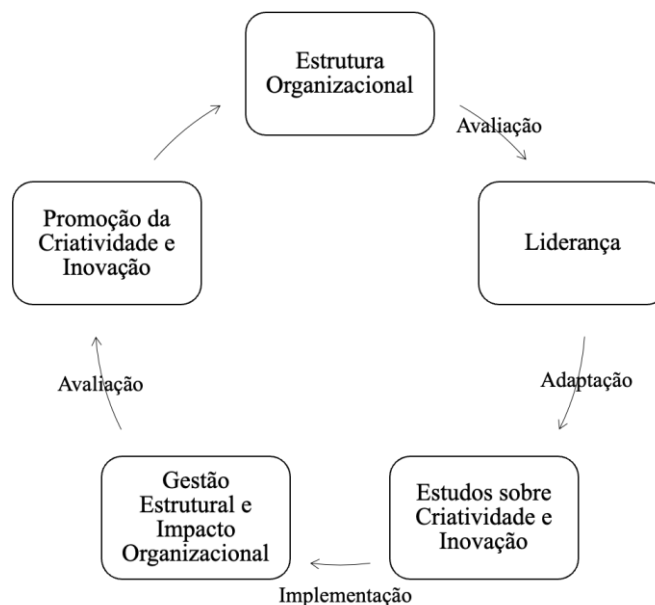 Estrutura
Organizacional
Avaliação
Liderança
Adaptação
Estudos sobre
Criatividade e
Inovação
Implementação
Gestão
Estrutural e
Impacto
Organizacional
Avaliação
Promoção da
Criatividade e
Inovação